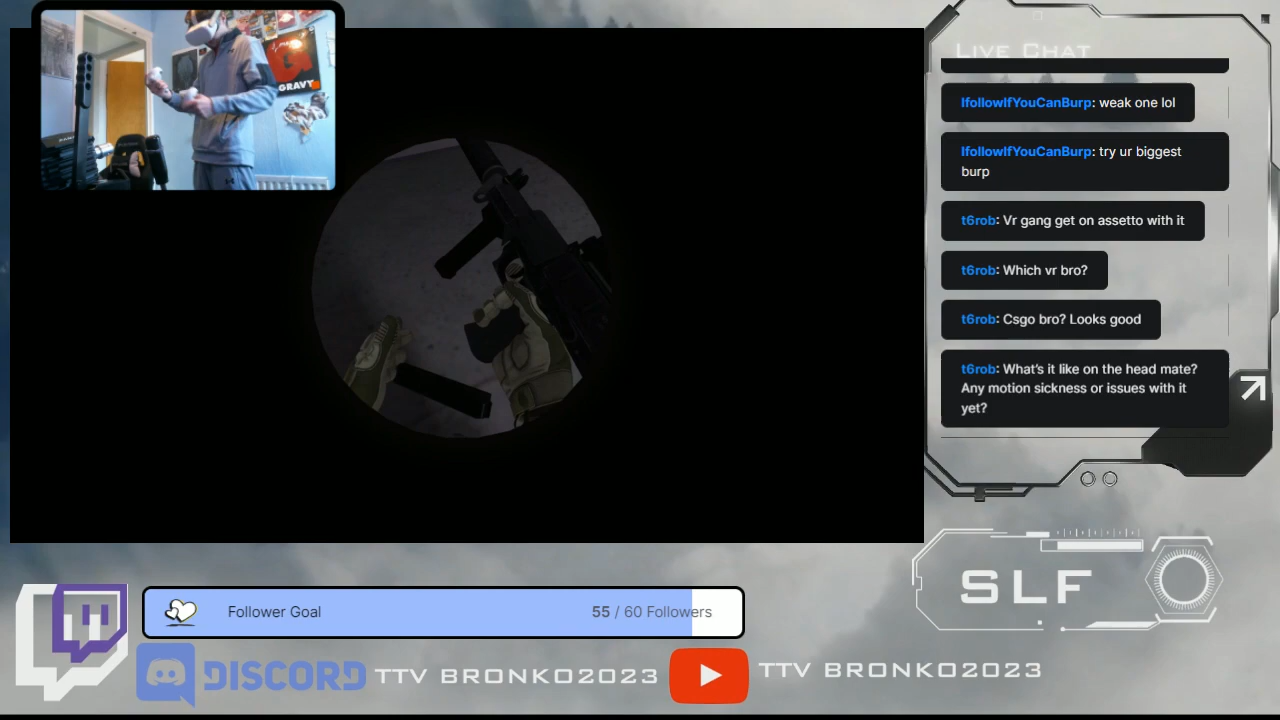 GRAVY
LIVE CHAT
IfollowIfYouCanBurp: weak one lol
IfollowIfYouCanBurp: try ur biggest
burp
t6rob: Vr gang get on assetto with it
t6rob: Which vr bro?
t6rob: Csgo bro? Looks good
t6rob: What's it like on the head mate?
Any motion sickness or issues with it
yet?
SLF
Follower Goal
55 / 60 Followers
DISCORD
TTV BRONKO2023
TTV BRONKO2023